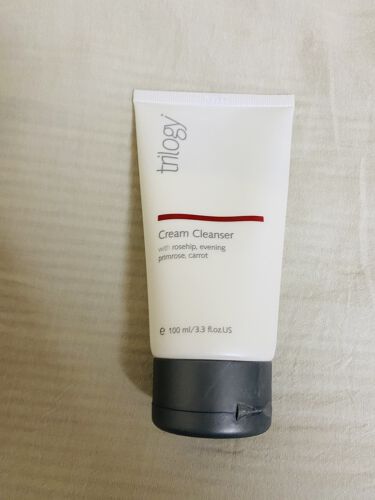 trilogy
Cream Cleanser
with rosehip, evening
primrose, carrot
e 100 ml/3.3 fl.oz.US